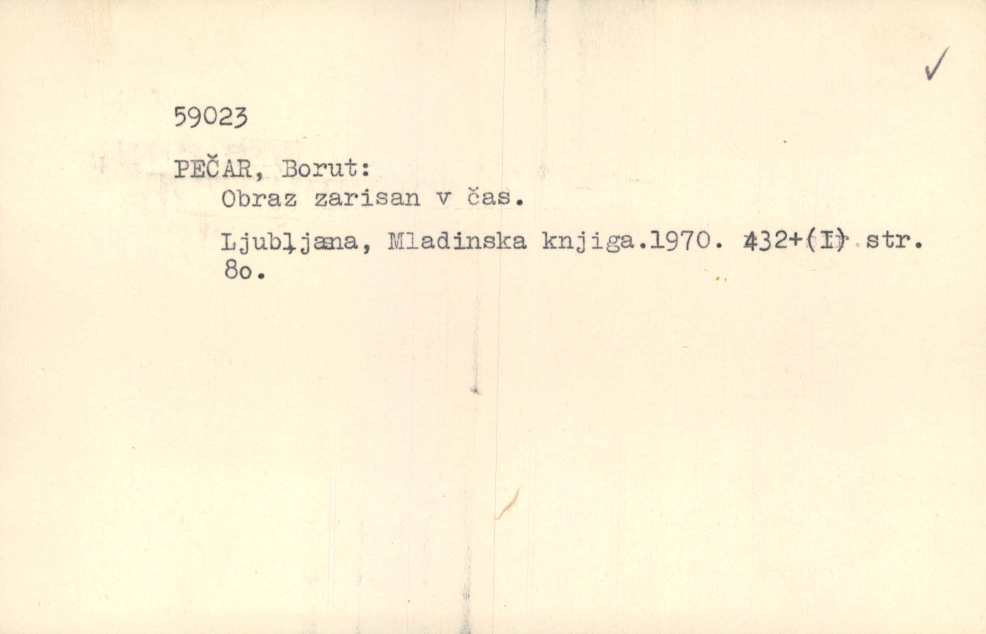 59023
PEČAR, Borut:
Obraz zarisan v čas.
Ljubljana, Mladinska knjiga.1970. 432+(I) str.
8o.